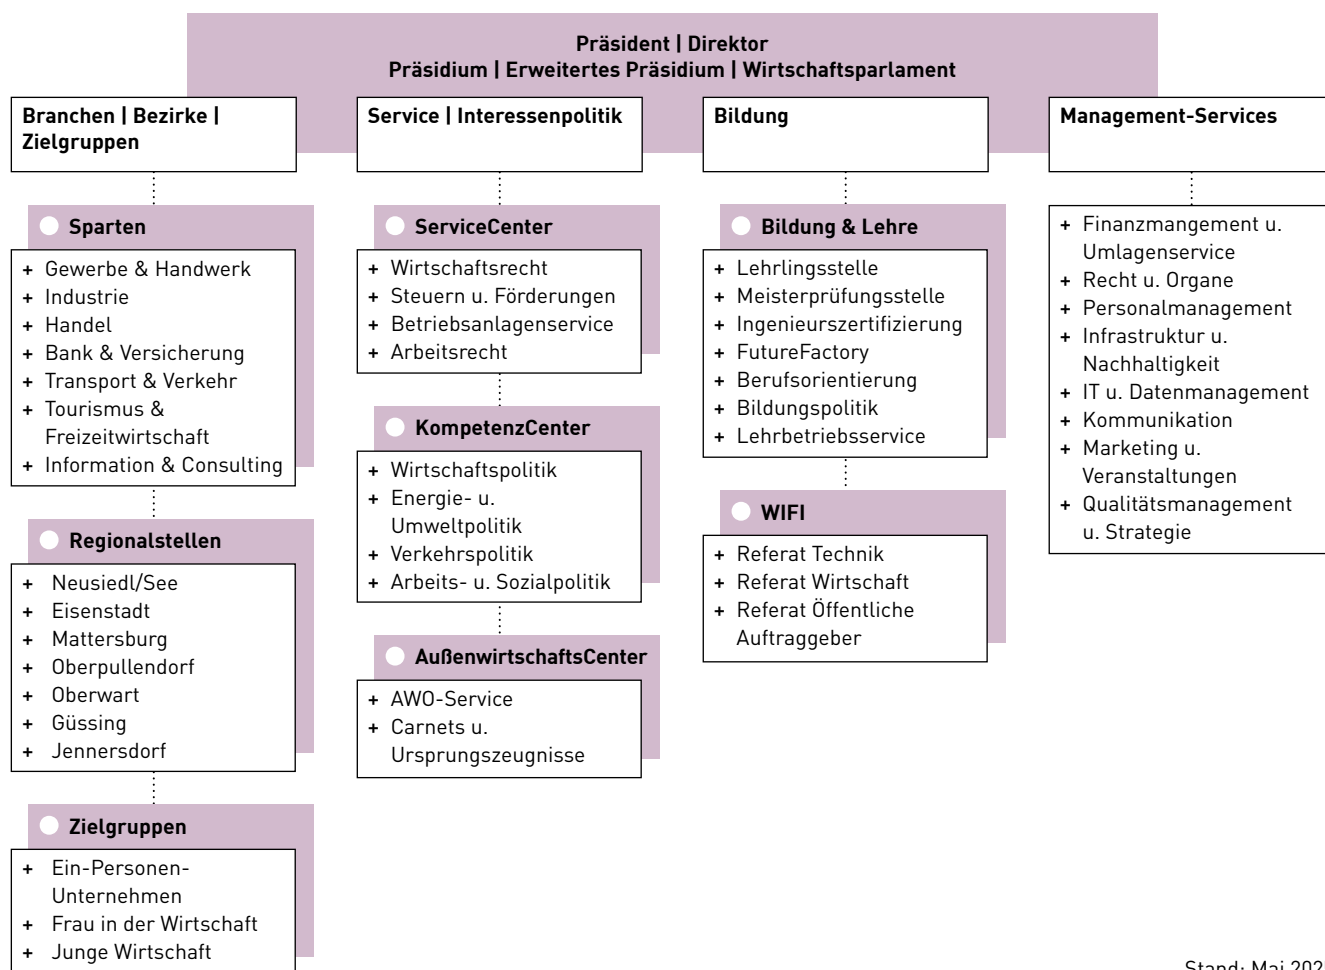 Präsident | Direktor
Präsidium | Erweitertes Präsidium | Wirtschaftsparlament
Branchen | Bezirke |
Zielgruppen
Sparten
+ Gewerbe & Handwerk
+ Industrie
+ Handel
+ Bank & Versicherung
+ Transport & Verkehr
+ Tourismus &
Freizeitwirtschaft
+ Information & Consulting
Regionalstellen
+ Neusiedl/See
+ Eisenstadt
+ Mattersburg
+ Oberpullendorf
+ Oberwart
+ Güssing
+ Jennersdorf
Zielgruppen
+ Ein-Personen-
Unternehmen
+ Frau in der Wirtschaft
+ Junge Wirtschaft
Service | Interessenpolitik
ServiceCenter
+ Wirtschaftsrecht
+ Steuern u. Förderungen
+ Betriebsanlagenservice
+ Arbeitsrecht
KompetenzCenter
+ Wirtschaftspolitik
+ Energie- u.
Umweltpolitik
+ Verkehrspolitik
+ Arbeits- u. Sozialpolitik
AußenwirtschaftsCenter
+ AWO-Service
+ Carnets u.
Ursprungszeugnisse
Bildung
Bildung & Lehre
+ Lehrlingsstelle
+ Meisterprüfungsstelle
+ Ingenieurszertifizierung
+ FutureFactory
+ Berufsorientierung
+ Bildungspolitik
+ Lehrbetriebsservice
WIFI
+ Referat Technik
+ Referat Wirtschaft
+ Referat Öffentliche
Auftraggeber
Management-Services
+ Finanzmangement u.
Umlagenservice
+ Recht u. Organe
+ Personalmanagement
+ Infrastruktur u.
Nachhaltigkeit
+ IT u. Datenmanagement
+ Kommunikation
+ Marketing u.
Veranstaltungen
+ Qualitätsmanagement
u. Strategie
Stand: Mai